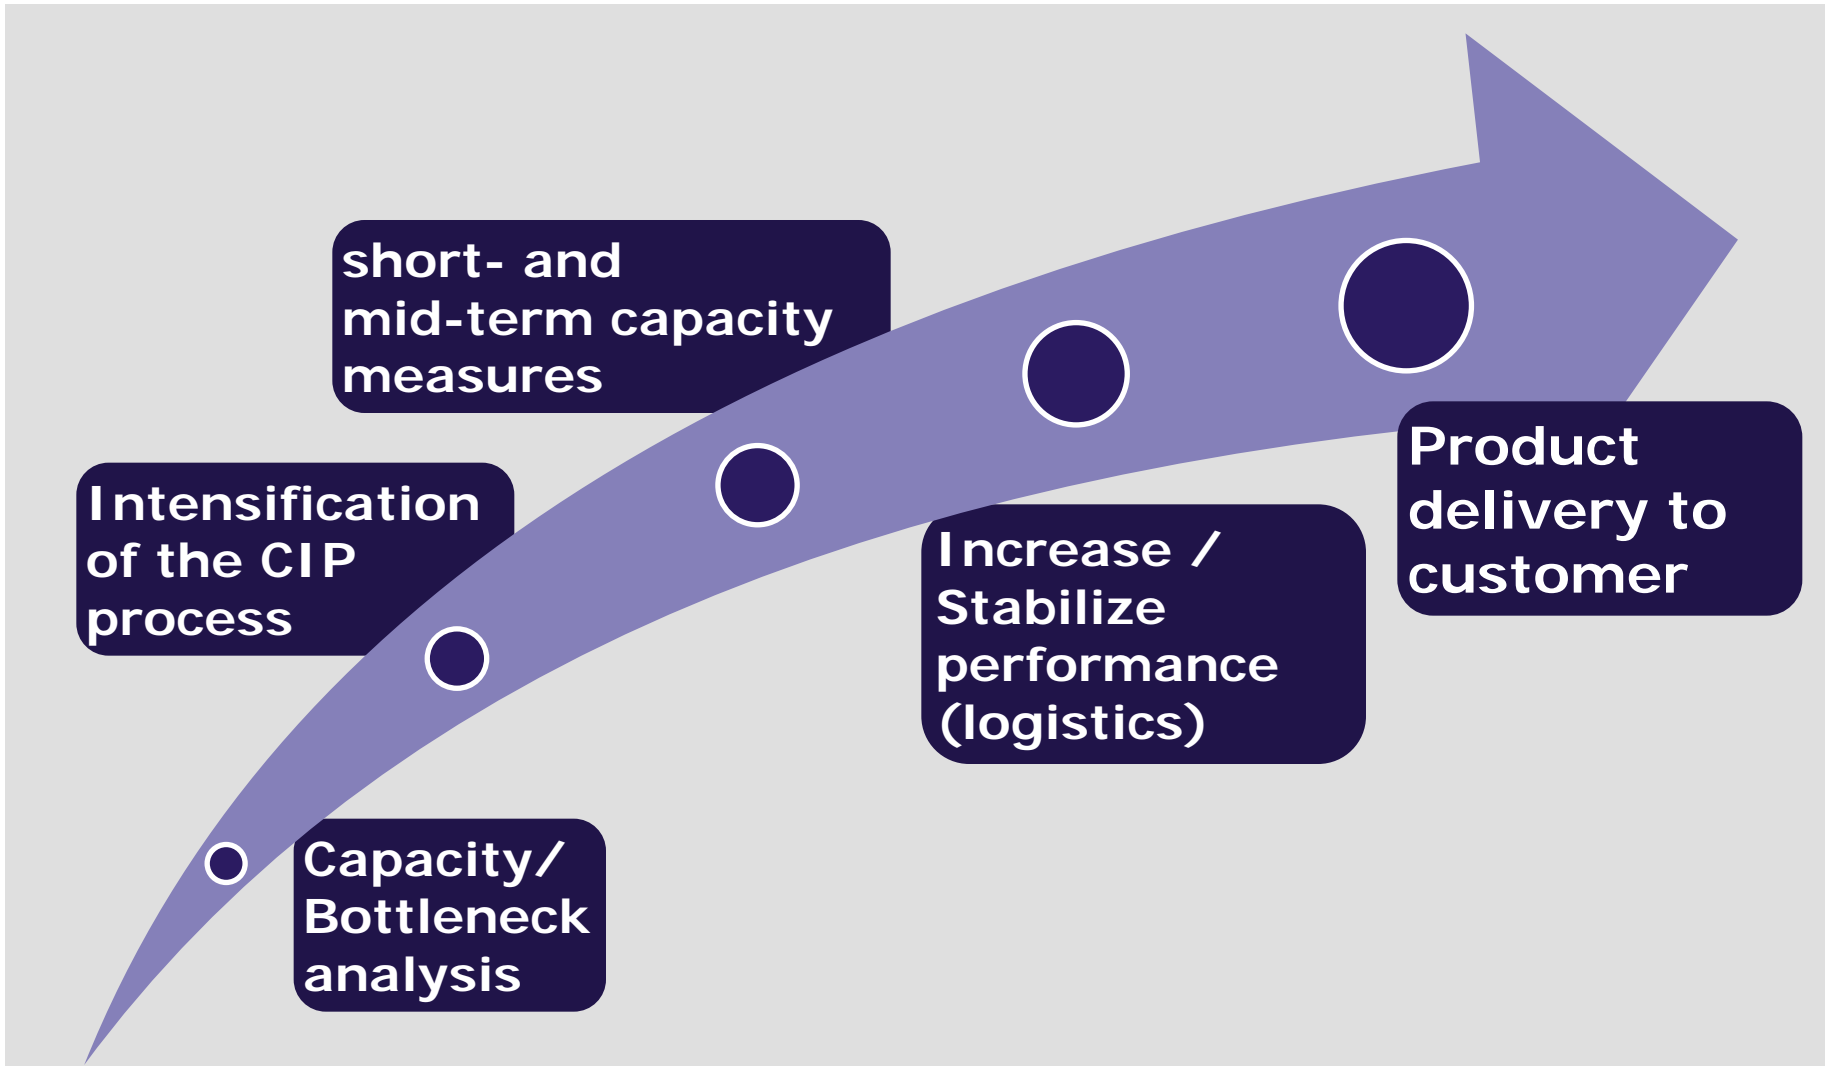 short- and
mid-term capacity
measures
Intensification
of the CIP
process
Product
delivery to
customer
Increase /
Stabilize
performance
(logistics)
Capacity/
Bottleneck
analysis